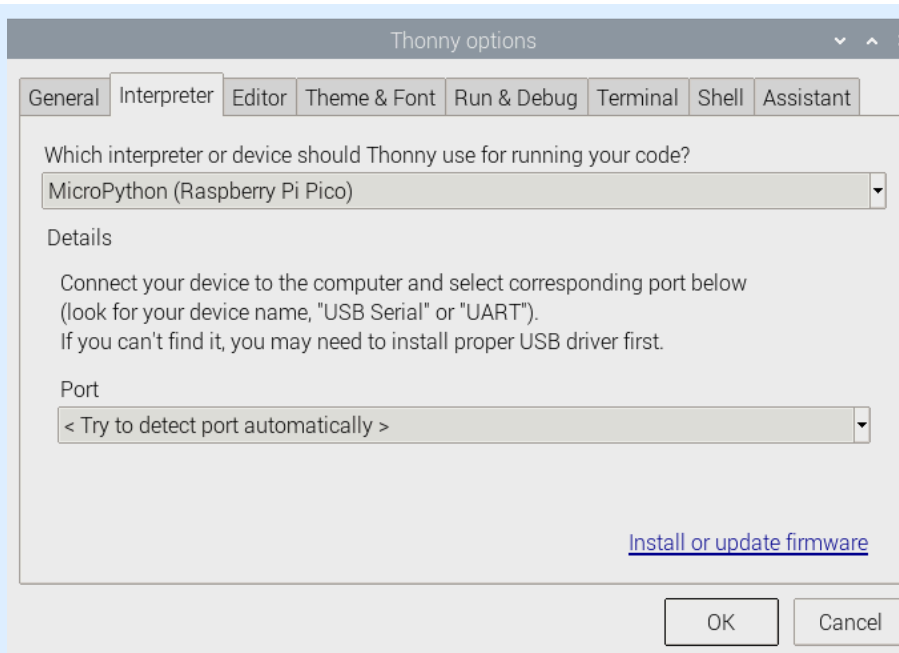 Thonny options
General Interpreter Editor Theme & Font Run & Debug Terminal Shell Assistant
Which interpreter or device should Thonny use for running your code?
MicroPython (Raspberry Pi Pico)
Details
Connect your device to the computer and select corresponding port below
(look for your device name, "USB Serial" or "UART").
If you can't find it, you may need to install proper USB driver first.
Port
< Try to detect port automatically >
Install or update firmware
OK Cancel